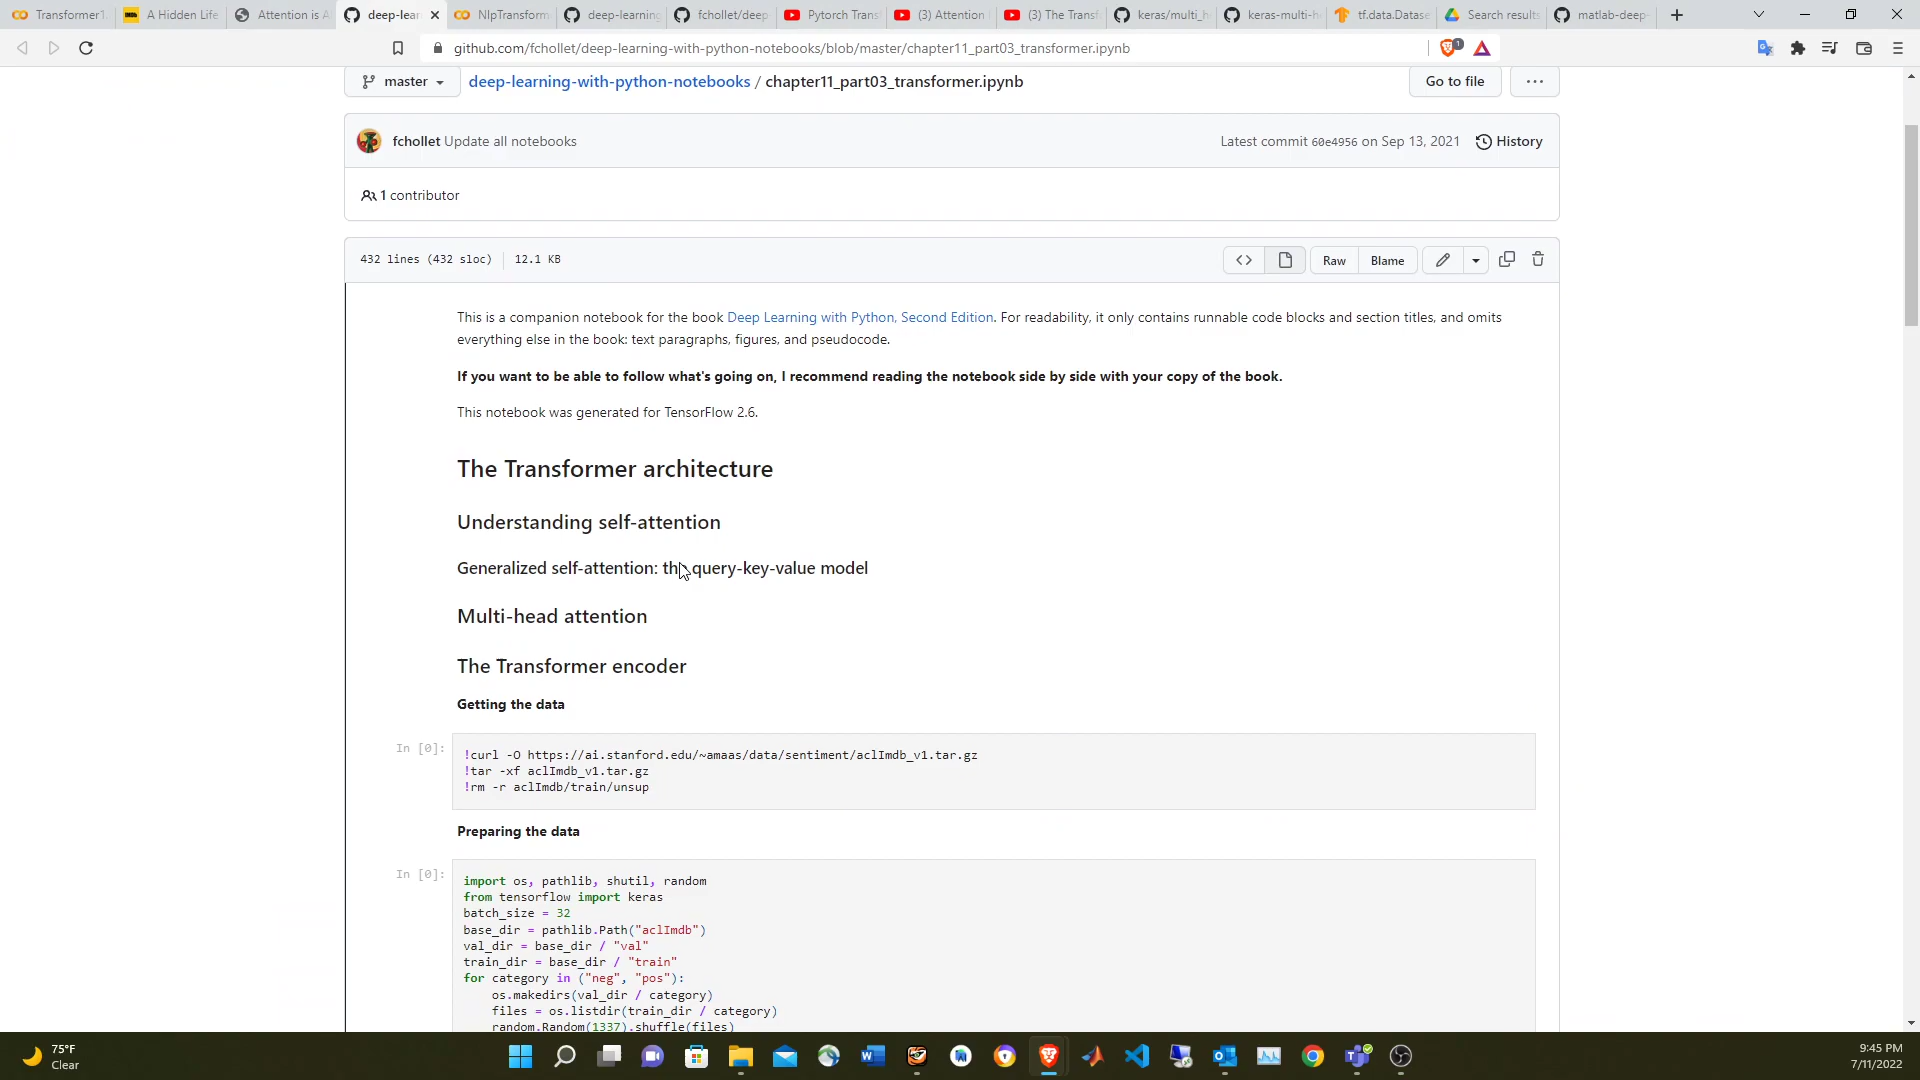 Transformer1
A Hidden Life
Attention is A
deep-lear
NlpTransform
deep-learning
fchollet/deep
Pytorch Trans
(3) Attention
(3) The Transf
keras/multi_h
keras-multi-h
tf.data.Datase
Search results
matlab-deep-
github.com/fchollet/deep-learning-with-python-notebooks/blob/master/chapter11_part03_transformer.ipynb
1
master
deep-learning-with-python-notebooks / chapter11_part03_transformer.ipynb
Go to file
...
fchollet Update all notebooks
Latest commit 60e4956 on Sep 13, 2021
History
1 contributor
432 lines (432 sloc)
12.1 KB
<>
Raw
Blame
This is a companion notebook for the book Deep Learning with Python, Second Edition. For readability, it only contains runnable code blocks and section titles, and omits
everything else in the book: text paragraphs, figures, and pseudocode.
If you want to be able to follow what's going on, I recommend reading the notebook side by side with your copy of the book.
This notebook was generated for TensorFlow 2.6.
The Transformer architecture
Understanding self-attention
Generalized self-attention: the query-key-value model
Multi-head attention
The Transformer encoder
Getting the data
In [0]:
!curl -O https://ai.stanford.edu/~amaas/data/sentiment/aclImdb_v1.tar.gz
!tar -xf aclImdb_v1.tar.gz
!rm -r aclImdb/train/unsup
Preparing the data
In [0]:
import os, pathlib, shutil, random
from tensorflow import keras
batch_size = 32
base_dir = pathlib.Path("aclImdb")
val_dir = base_dir / "val"
train_dir = base_dir / "train"
for category in ("neg", "pos"):
    os.makedirs(val_dir / category)
    files = os.listdir(train_dir / category)
    random.Random(1337).shuffle(files)
75°F
Clear
9:45 PM
7/11/2022